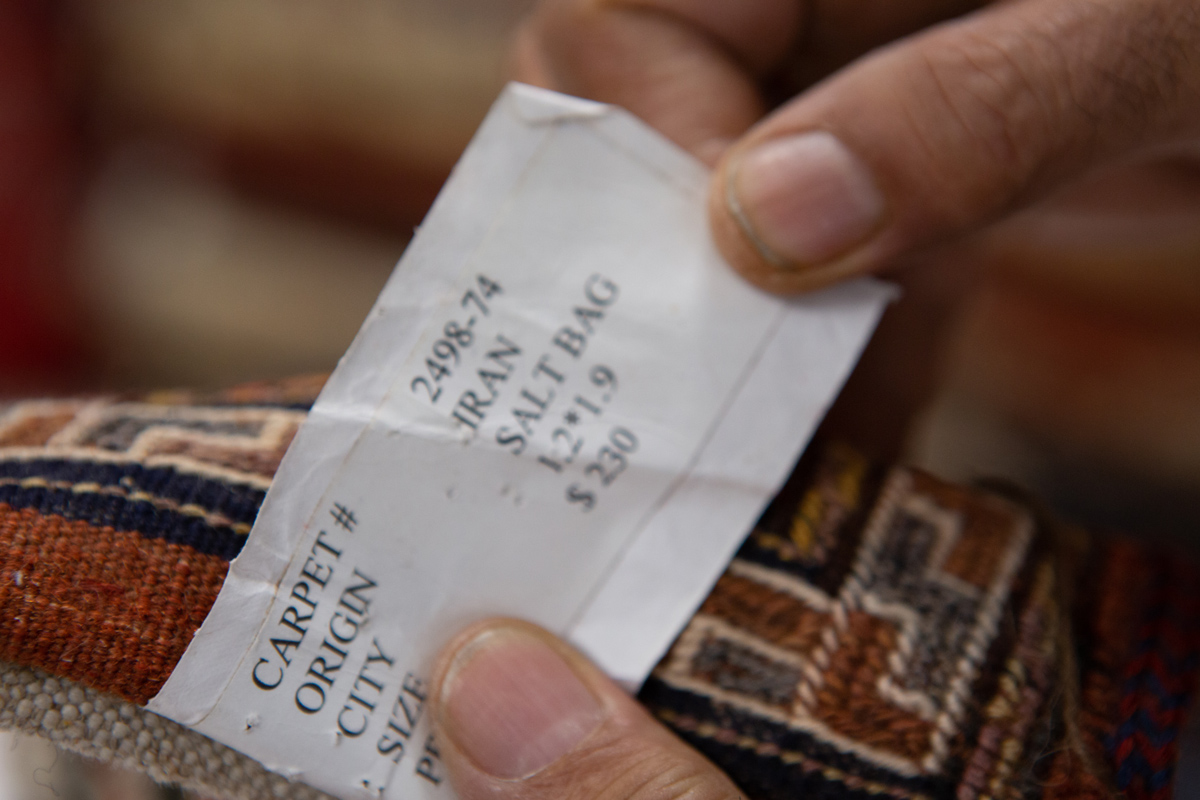 CARPET # 2498-74
ORIGIN IRAN
CITY SALT BAG
SIZE 1.2*1.9
$ 230